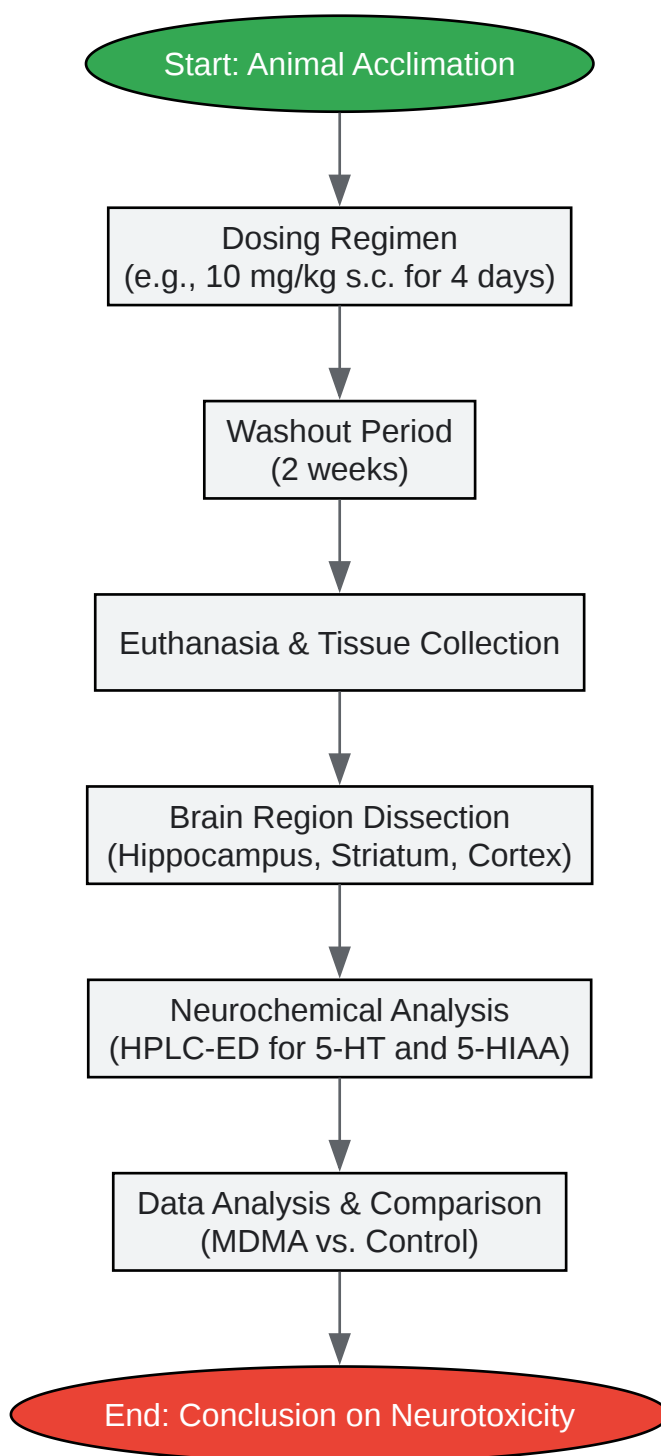 Start: Animal Acclimation
Dosing Regimen
(e.g., 10 mg/kg s.c. for 4 days)
Washout Period
(2 weeks)
Euthanasia & Tissue Collection
Brain Region Dissection
(Hippocampus, Striatum, Cortex)
Neurochemical Analysis
(HPLC-ED for 5-HT and 5-HIAA)
Data Analysis & Comparison
(MDMA vs. Control)
End: Conclusion on Neurotoxicity